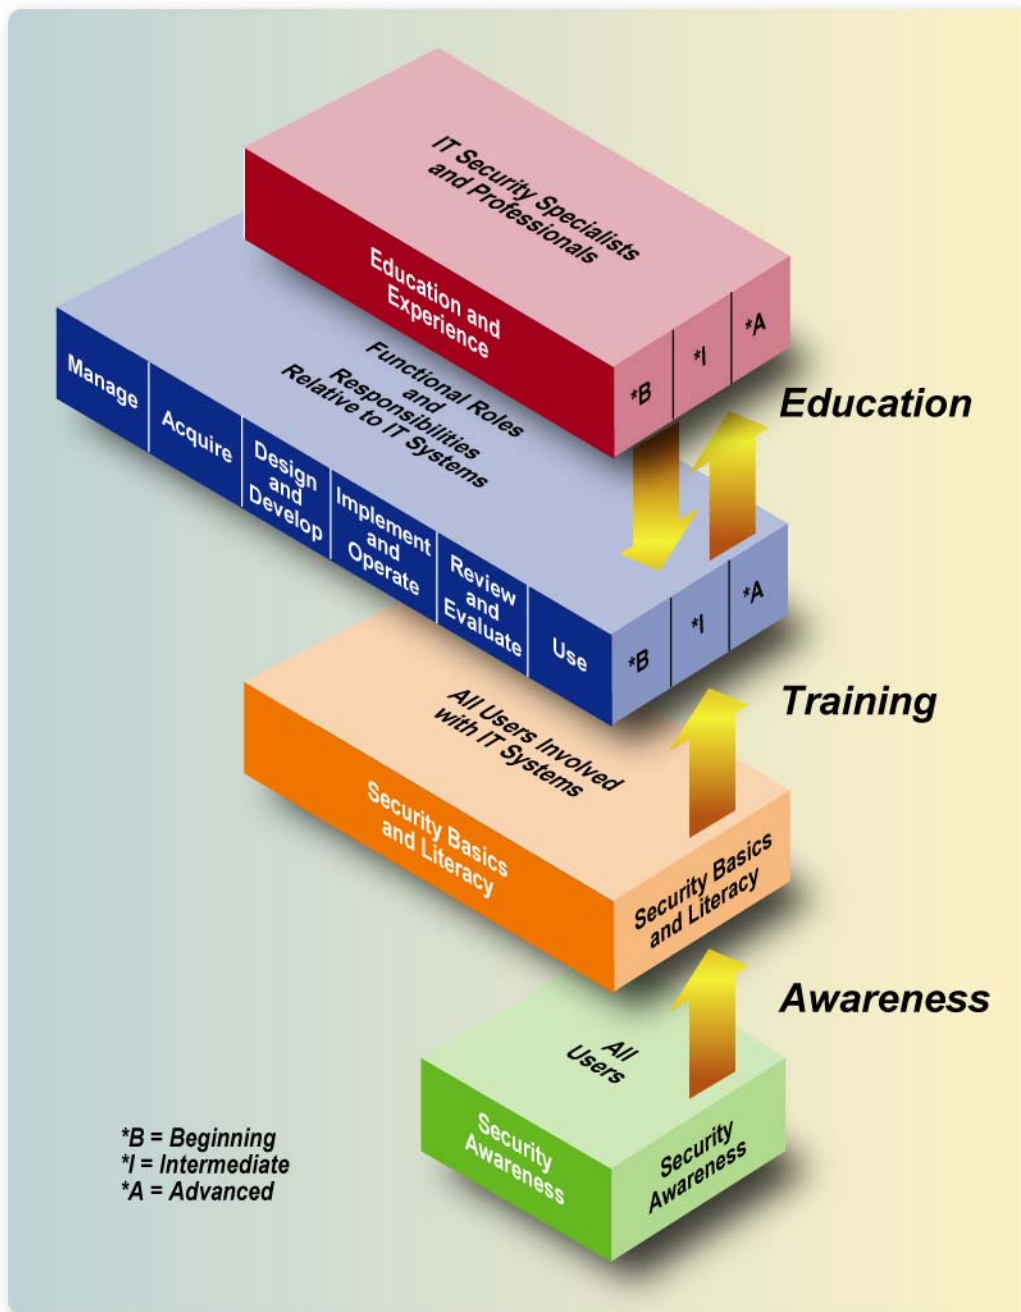 IT Security Specialists
and Professionals
Education and
Experience
*B
*I
*A
Education
Functional Roles
and
Responsibilities
Relative to IT Systems
Manage
Acquire
Design
and
Develop
Implement
and
Operate
Review
and
Evaluate
Use
*B
*I
*A
Training
All Users Involved
with IT Systems
Security Basics
and Literacy
Security Basics
and Literacy
Awareness
All
Users
Security
Awareness
Security
Awareness
*B = Beginning
*I = Intermediate
*A = Advanced